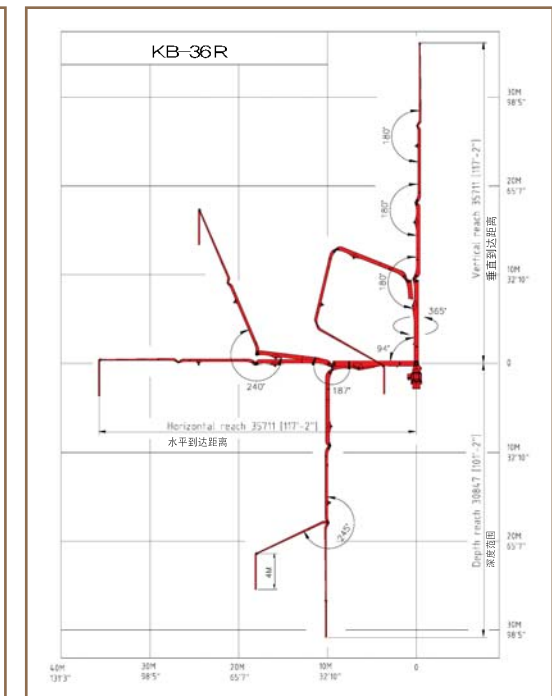 KB-36R
30M
98'5"
180°
20M
65'7"
180°
Vertical reach 35711 (117'-2")
垂直到达距离
10M
32'10"
180°
365°
94°
0
240°
187°
Horizontal reach 35711 (117'-2")
水平到达距离
10M
32'10"
Depth reach 30847 (101'-2")
深度范围
245°
20M
65'7"
4M
30M
98'5"
40M 30M 20M 10M 0
131'3" 98'5" 65'7" 32'10"